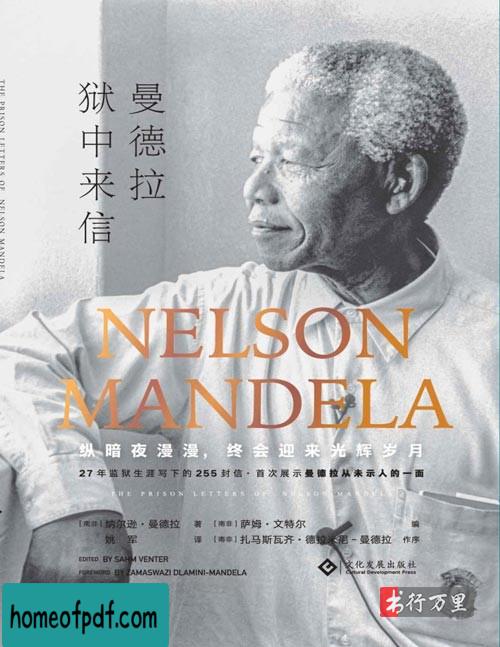 THE PRISON LETTERS OF NELSON MANDELA
曼德拉
狱中来信
NELSON
MANDELA
纵暗夜漫漫，终会迎来光辉岁月
27年监狱生涯写下的255封信·首次展示曼德拉从未示人的一面
THE PRISON LETTERS OF NELSON MANDELA
[南非] 纳尔逊·曼德拉 著 [南非] 萨姆·文特尔 编
姚军 译 [南非] 扎马斯瓦齐·德拉米尼-曼德拉 作序
EDITED BY SAHM VENTER
FOREWORD BY ZAMASWAZI DLAMINI-MANDELA
文化发展出版社
Cultural Development Press
书行万里
homeofpdf.com